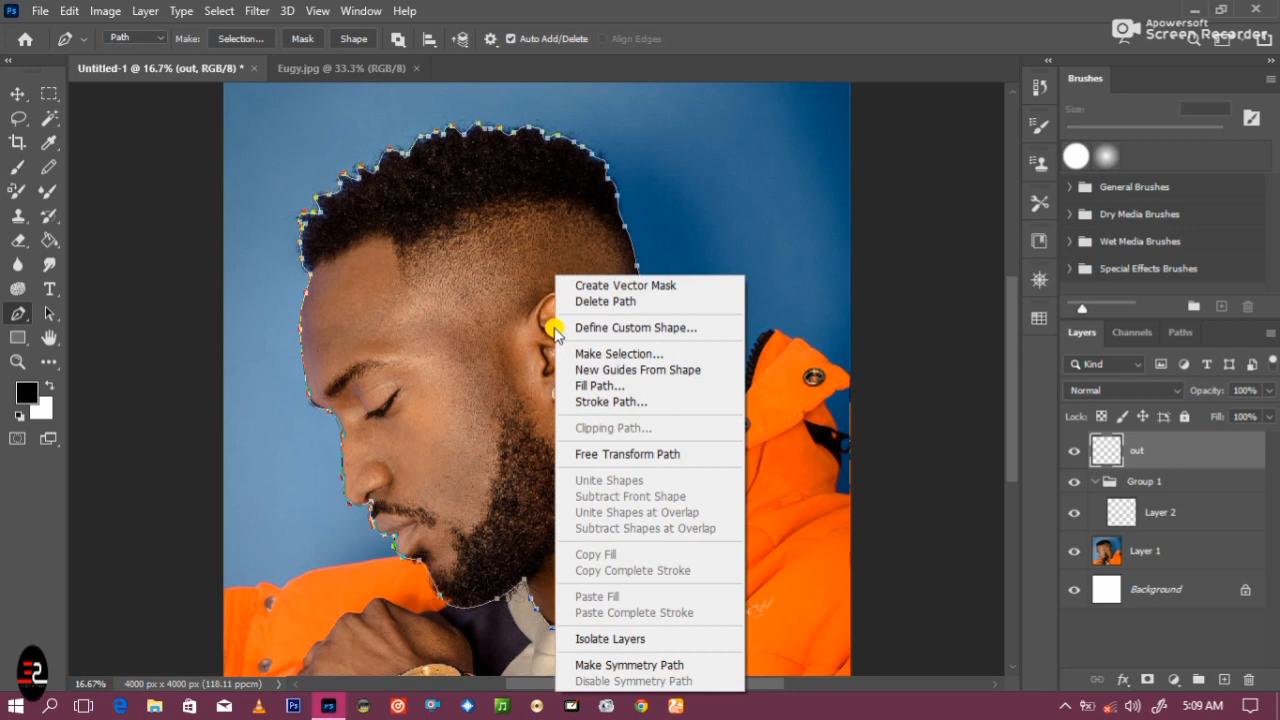 Ps File Edit Image Layer Type Select Filter 3D View Window Help
Apowersoft
Screen Recorder
Path Make: Selection... Mask Shape Auto Add/Delete Align Edges
Untitled-1 @ 16.7% (out, RGB/8) * × Eugy.jpg @ 33.3% (RGB/8) ×
Brushes
Size:
General Brushes
Dry Media Brushes
Wet Media Brushes
Special Effects Brushes
Create Vector Mask
Delete Path
Define Custom Shape...
Make Selection...
New Guides From Shape
Fill Path...
Stroke Path...
Clipping Path...
Free Transform Path
Unite Shapes
Subtract Front Shape
Unite Shapes at Overlap
Subtract Shapes at Overlap
Copy Fill
Copy Complete Stroke
Paste Fill
Paste Complete Stroke
Isolate Layers
Make Symmetry Path
Disable Symmetry Path
Layers Channels Paths
Kind
Normal Opacity: 100%
Lock: Fill: 100%
out
Group 1
Layer 2
Layer 1
Background
16.67% 4000 px x 4000 px (118.11 ppcm)
5:09 AM